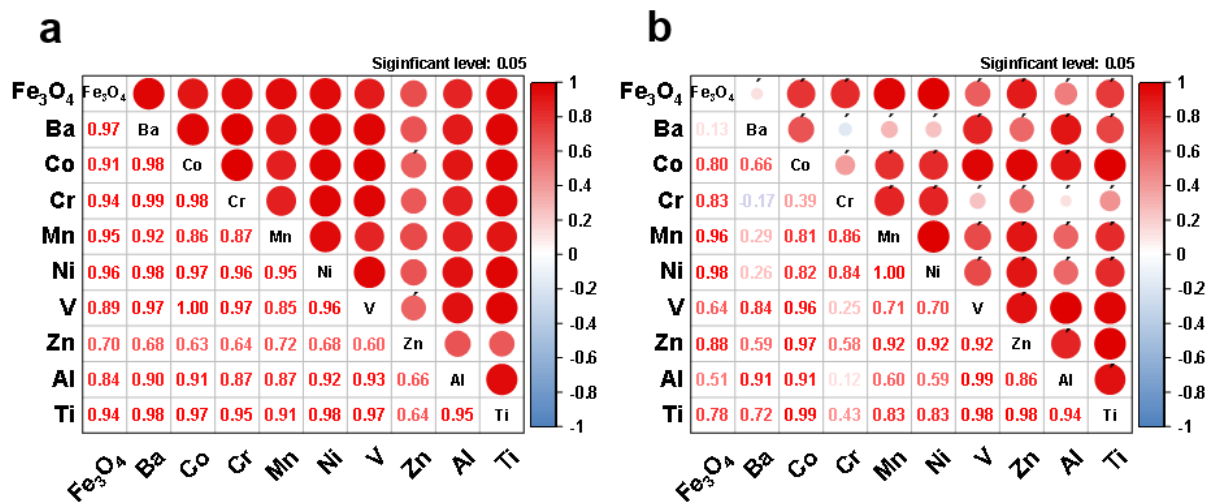 a
Siginficant level: 0.05
Fe₃O₄ Fe₃O₄ 1
Ba 0.97 Ba 0.8
Co 0.91 0.98 Co 0.6
Cr 0.94 0.99 0.98 Cr 0.4
Mn 0.95 0.92 0.86 0.87 Mn 0.2
Ni 0.96 0.98 0.97 0.96 0.95 Ni 0
V 0.89 0.97 1.00 0.97 0.85 0.96 V -0.2
Zn 0.70 0.68 0.63 0.64 0.72 0.68 0.60 Zn -0.4
Al 0.84 0.90 0.91 0.87 0.87 0.92 0.93 0.66 Al -0.6
-0.8
Ti 0.94 0.98 0.97 0.95 0.91 0.98 0.97 0.64 0.95 Ti -1
Fe₃O₄ Ba Co Cr Mn Ni V Zn Al Ti
b
Siginficant level: 0.05
Fe₃O₄ Fe₃O₄ 1
Ba 0.13 Ba 0.8
Co 0.80 0.66 Co 0.6
Cr 0.83 -0.17 0.39 Cr 0.4
Mn 0.96 0.29 0.81 0.86 Mn 0.2
Ni 0.98 0.26 0.82 0.84 1.00 Ni 0
V 0.64 0.84 0.96 0.25 0.71 0.70 V -0.2
Zn 0.88 0.59 0.97 0.58 0.92 0.92 0.92 Zn -0.4
Al 0.51 0.91 0.91 0.12 0.60 0.59 0.99 0.86 Al -0.6
-0.8
Ti 0.78 0.72 0.99 0.43 0.83 0.83 0.98 0.98 0.94 Ti -1
Fe₃O₄ Ba Co Cr Mn Ni V Zn Al Ti